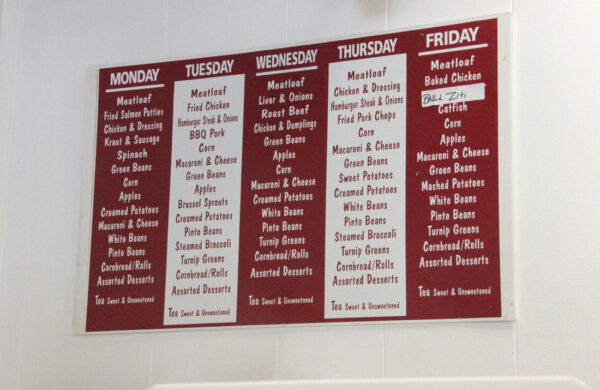 MONDAY
Meatloaf
Fried Salmon Patties
Chicken & Dressing
Kraut & Sausage
Spinach
Green Beans
Corn
Apples
Creamed Potatoes
Macaroni & Cheese
White Beans
Pinto Beans
Cornbread/Rolls
Assorted Desserts
Tea Sweet & Unsweetened
TUESDAY
Meatloaf
Fried Chicken
Hamburger Steak & Onions
BBQ Pork
Corn
Macaroni & Cheese
Green Beans
Apples
Brussel Sprouts
Creamed Potatoes
Pinto Beans
Steamed Broccoli
Turnip Greens
Cornbread/Rolls
Assorted Desserts
Tea Sweet & Unsweetened
WEDNESDAY
Meatloaf
Liver & Onions
Roast Beef
Chicken & Dumplings
Green Beans
Apples
Corn
Macaroni & Cheese
Creamed Potatoes
White Beans
Pinto Beans
Turnip Greens
Cornbread/Rolls
Assorted Desserts
Tea Sweet & Unsweetened
THURSDAY
Meatloaf
Chicken & Dressing
Hamburger Steak & Onions
Fried Pork Chops
Corn
Macaroni & Cheese
Green Beans
Sweet Potatoes
Creamed Potatoes
White Beans
Pinto Beans
Steamed Broccoli
Turnip Greens
Cornbread/Rolls
Assorted Desserts
Tea Sweet & Unsweetened
FRIDAY
Meatloaf
Baked Chicken
Baked Ziti
Catfish
Corn
Apples
Macaroni & Cheese
Green Beans
Mashed Potatoes
White Beans
Pinto Beans
Turnip Greens
Cornbread/Rolls
Assorted Desserts
Tea Sweet & Unsweetened